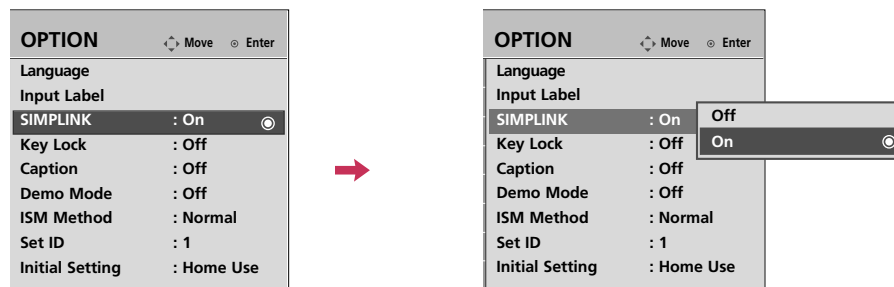 OPTION Move Enter
Language
Input Label
SIMPLINK : On
Key Lock : Off
Caption : Off
Demo Mode : Off
ISM Method : Normal
Set ID : 1
Initial Setting : Home Use
OPTION Move Enter
Language
Input Label
SIMPLINK : On
Key Lock : Off
Caption : Off
Demo Mode : Off
ISM Method : Normal
Set ID : 1
Initial Setting : Home Use
Off
On